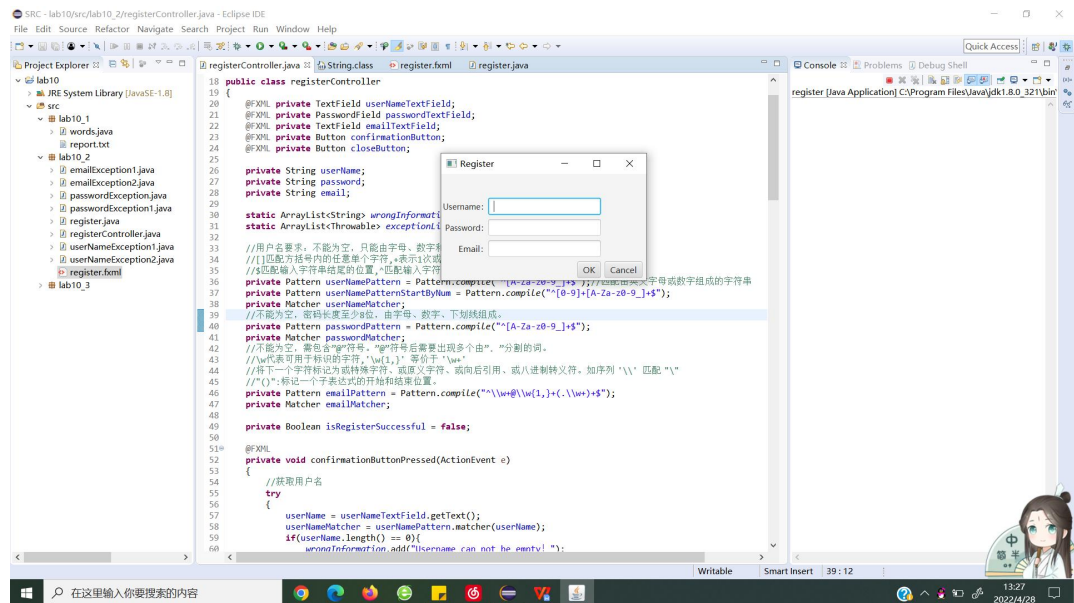 SRC - lab10/src/lab10_2/registerController.java - Eclipse IDE
File Edit Source Refactor Navigate Search Project Run Window Help
Quick Access
Project Explorer
lab10
JRE System Library [JavaSE-1.8]
src
lab10_1
words.java
report.txt
lab10_2
emailException1.java
emailException2.java
passwordException.java
passwordException1.java
register.java
registerController.java
userNameException1.java
userNameException2.java
register.fxml
lab10_3
registerController.java
String.class
register.fxml
register.java
18 public class registerController
19 {
20 @FXML private TextField userNameTextField;
21 @FXML private PasswordField passwordTextField;
22 @FXML private TextField emailTextField;
23 @FXML private Button confirmationButton;
24 @FXML private Button closeButton;
25
26 private String userName;
27 private String password;
28 private String email;
29
30 static ArrayList<String> wrongInformati
31 static ArrayList<Throwable> exceptionLi
32
33 //用户名要求：不能为空，只能由字母、数字和
34 //[]匹配方括号内的任意单个字符,+表示1次或
35 //$匹配输入字符串结尾的位置,^匹配输入字符
36 private Pattern userNamePattern = Pattern.compile("^[A-Za-z0-9_]+$");//匹配由英文字母或数字组成的字符串
37 private Pattern userNamePatternStartByNum = Pattern.compile("^[0-9]+[A-Za-z0-9_]+$");
38 private Matcher userNameMatcher;
39 //不能为空，密码长度至少8位，由字母、数字、下划线组成。
40 private Pattern passwordPattern = Pattern.compile("^[A-Za-z0-9_]+$");
41 private Matcher passwordMatcher;
42 //不能为空，需包含”@”符号。”@”符号后需要出现多个由”．”分割的词。
43 //\w代表可用于标识的字符,'\w{1,}' 等价于 '\w+'
44 //将下一个字符标记为或特殊字符、或原义字符、或向后引用、或八进制转义符。如序列 '\\' 匹配 "\"
45 //"()":标记一个子表达式的开始和结束位置。
46 private Pattern emailPattern = Pattern.compile("^\\w+@\\w{1,}+(.\\w+)+$");
47 private Matcher emailMatcher;
48
49 private Boolean isRegisterSuccessful = false;
50
51 @FXML
52 private void confirmationButtonPressed(ActionEvent e)
53 {
54 //获取用户名
55 try
56 {
57 userName = userNameTextField.getText();
58 userNameMatcher = userNamePattern.matcher(userName);
59 if(userName.length() == 0){
60 wrongInformation.add("Username can not be empty! ");
Register
Username:
Password:
Email:
OK Cancel
Console Problems Debug Shell
register [Java Application] C:\Program Files\Java\jdk1.8.0_321\bin\
Writable Smart Insert 39 : 12
中
简 半
在这里输入你要搜索的内容
13:27
2022/4/28